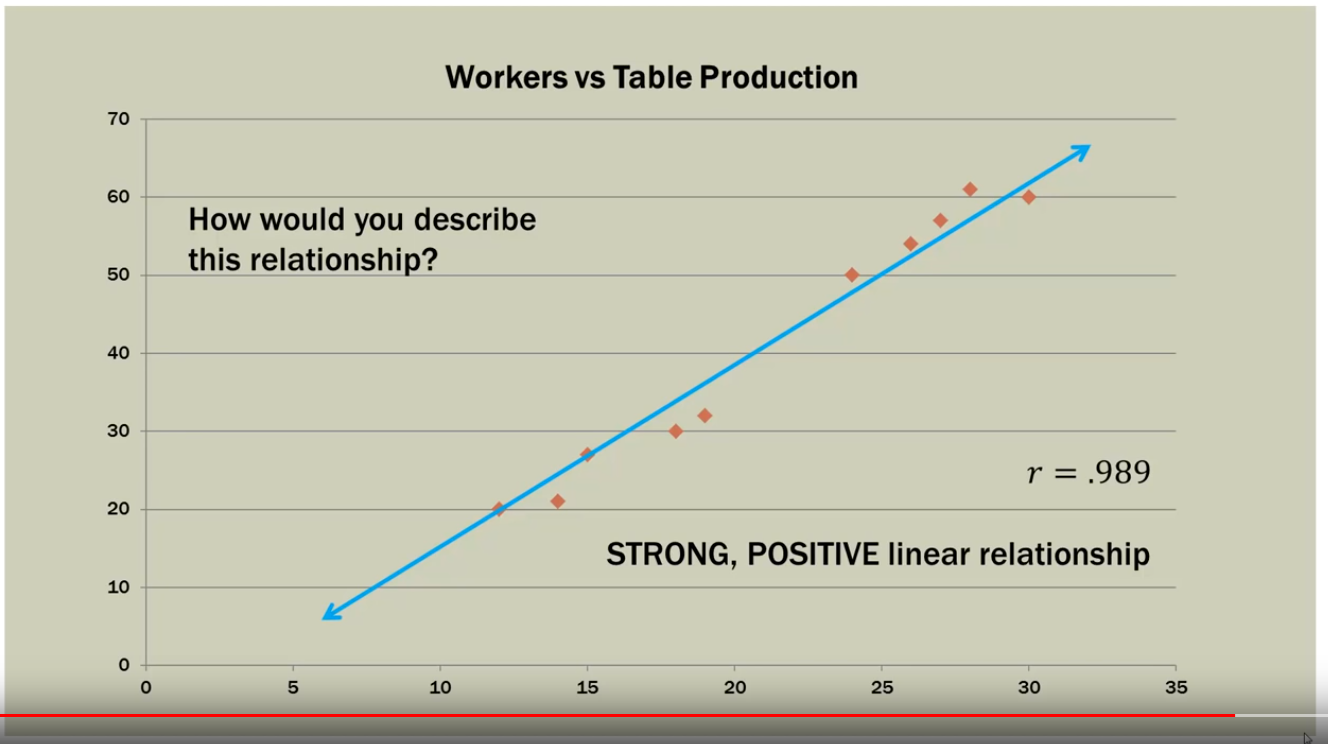 Workers vs Table Production
70
60
50
40
30
20
10
0
How would you describe
this relationship?
r = .989
STRONG, POSITIVE linear relationship
0 5 10 15 20 25 30 35